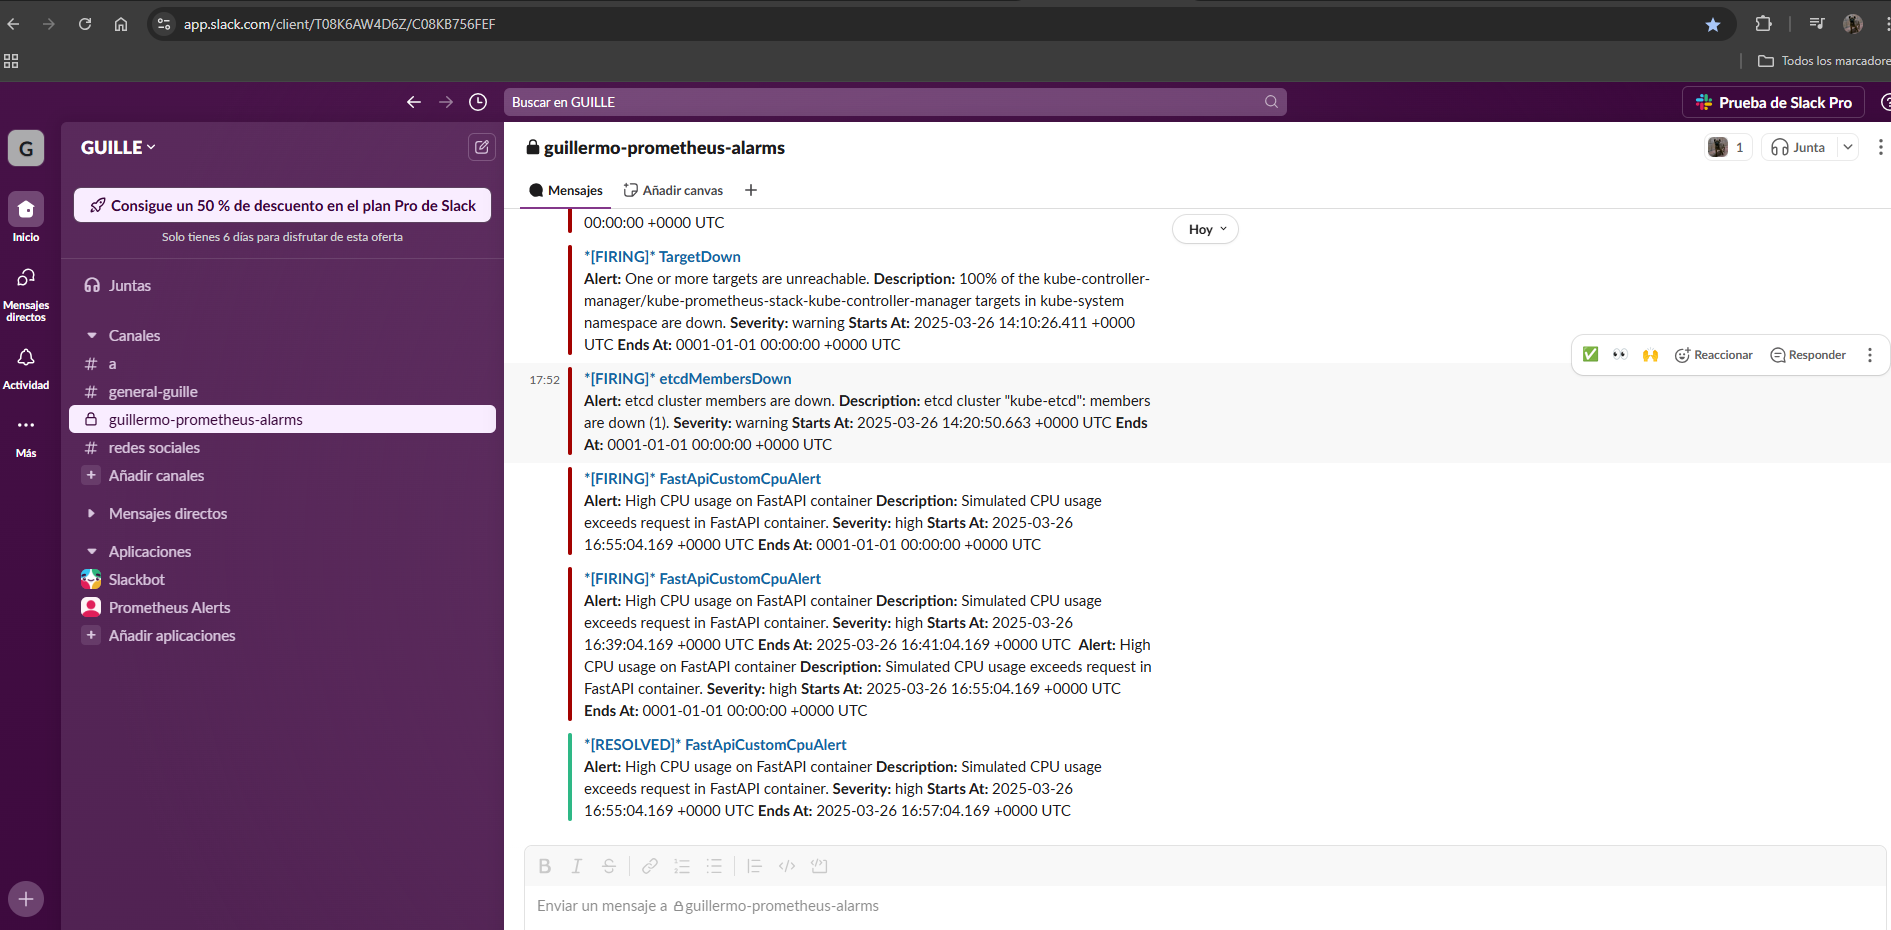 app.slack.com/client/T08K6AW4D6Z/C08KB756FEF
Todos los marcadore
Buscar en GUILLE
Prueba de Slack Pro
G
GUILLE
Consigue un 50 % de descuento en el plan Pro de Slack
Solo tienes 6 días para disfrutar de esta oferta
Inicio
Mensajes
directos
Actividad
Más
Juntas
Canales
# a
# general-guille
guillermo-prometheus-alarms
# redes sociales
+ Añadir canales
Mensajes directos
Aplicaciones
Slackbot
Prometheus Alerts
+ Añadir aplicaciones
guillermo-prometheus-alarms
1
Junta
Mensajes
Añadir canvas
+
Hoy
00:00:00 +0000 UTC
*[FIRING]* TargetDown
Alert: One or more targets are unreachable. Description: 100% of the kube-controller-
manager/kube-prometheus-stack-kube-controller-manager targets in kube-system
namespace are down. Severity: warning Starts At: 2025-03-26 14:10:26.411 +0000
UTC Ends At: 0001-01-01 00:00:00 +0000 UTC
Reaccionar
Responder
17:52
*[FIRING]* etcdMembersDown
Alert: etcd cluster members are down. Description: etcd cluster "kube-etcd": members
are down (1). Severity: warning Starts At: 2025-03-26 14:20:50.663 +0000 UTC Ends
At: 0001-01-01 00:00:00 +0000 UTC
*[FIRING]* FastApiCustomCpuAlert
Alert: High CPU usage on FastAPI container Description: Simulated CPU usage
exceeds request in FastAPI container. Severity: high Starts At: 2025-03-26
16:55:04.169 +0000 UTC Ends At: 0001-01-01 00:00:00 +0000 UTC
*[FIRING]* FastApiCustomCpuAlert
Alert: High CPU usage on FastAPI container Description: Simulated CPU usage
exceeds request in FastAPI container. Severity: high Starts At: 2025-03-26
16:39:04.169 +0000 UTC Ends At: 2025-03-26 16:41:04.169 +0000 UTC Alert: High
CPU usage on FastAPI container Description: Simulated CPU usage exceeds request in
FastAPI container. Severity: high Starts At: 2025-03-26 16:55:04.169 +0000 UTC
Ends At: 0001-01-01 00:00:00 +0000 UTC
*[RESOLVED]* FastApiCustomCpuAlert
Alert: High CPU usage on FastAPI container Description: Simulated CPU usage
exceeds request in FastAPI container. Severity: high Starts At: 2025-03-26
16:55:04.169 +0000 UTC Ends At: 2025-03-26 16:57:04.169 +0000 UTC
B I S
Enviar un mensaje a guillermo-prometheus-alarms